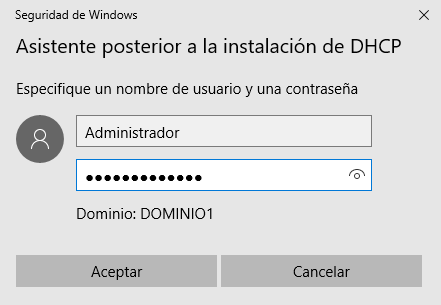 Seguridad de Windows
Asistente posterior a la instalación de DHCP
Especifique un nombre de usuario y una contraseña
Administrador
●●●●●●●●●●●●●
Dominio: DOMINIO1
Aceptar
Cancelar